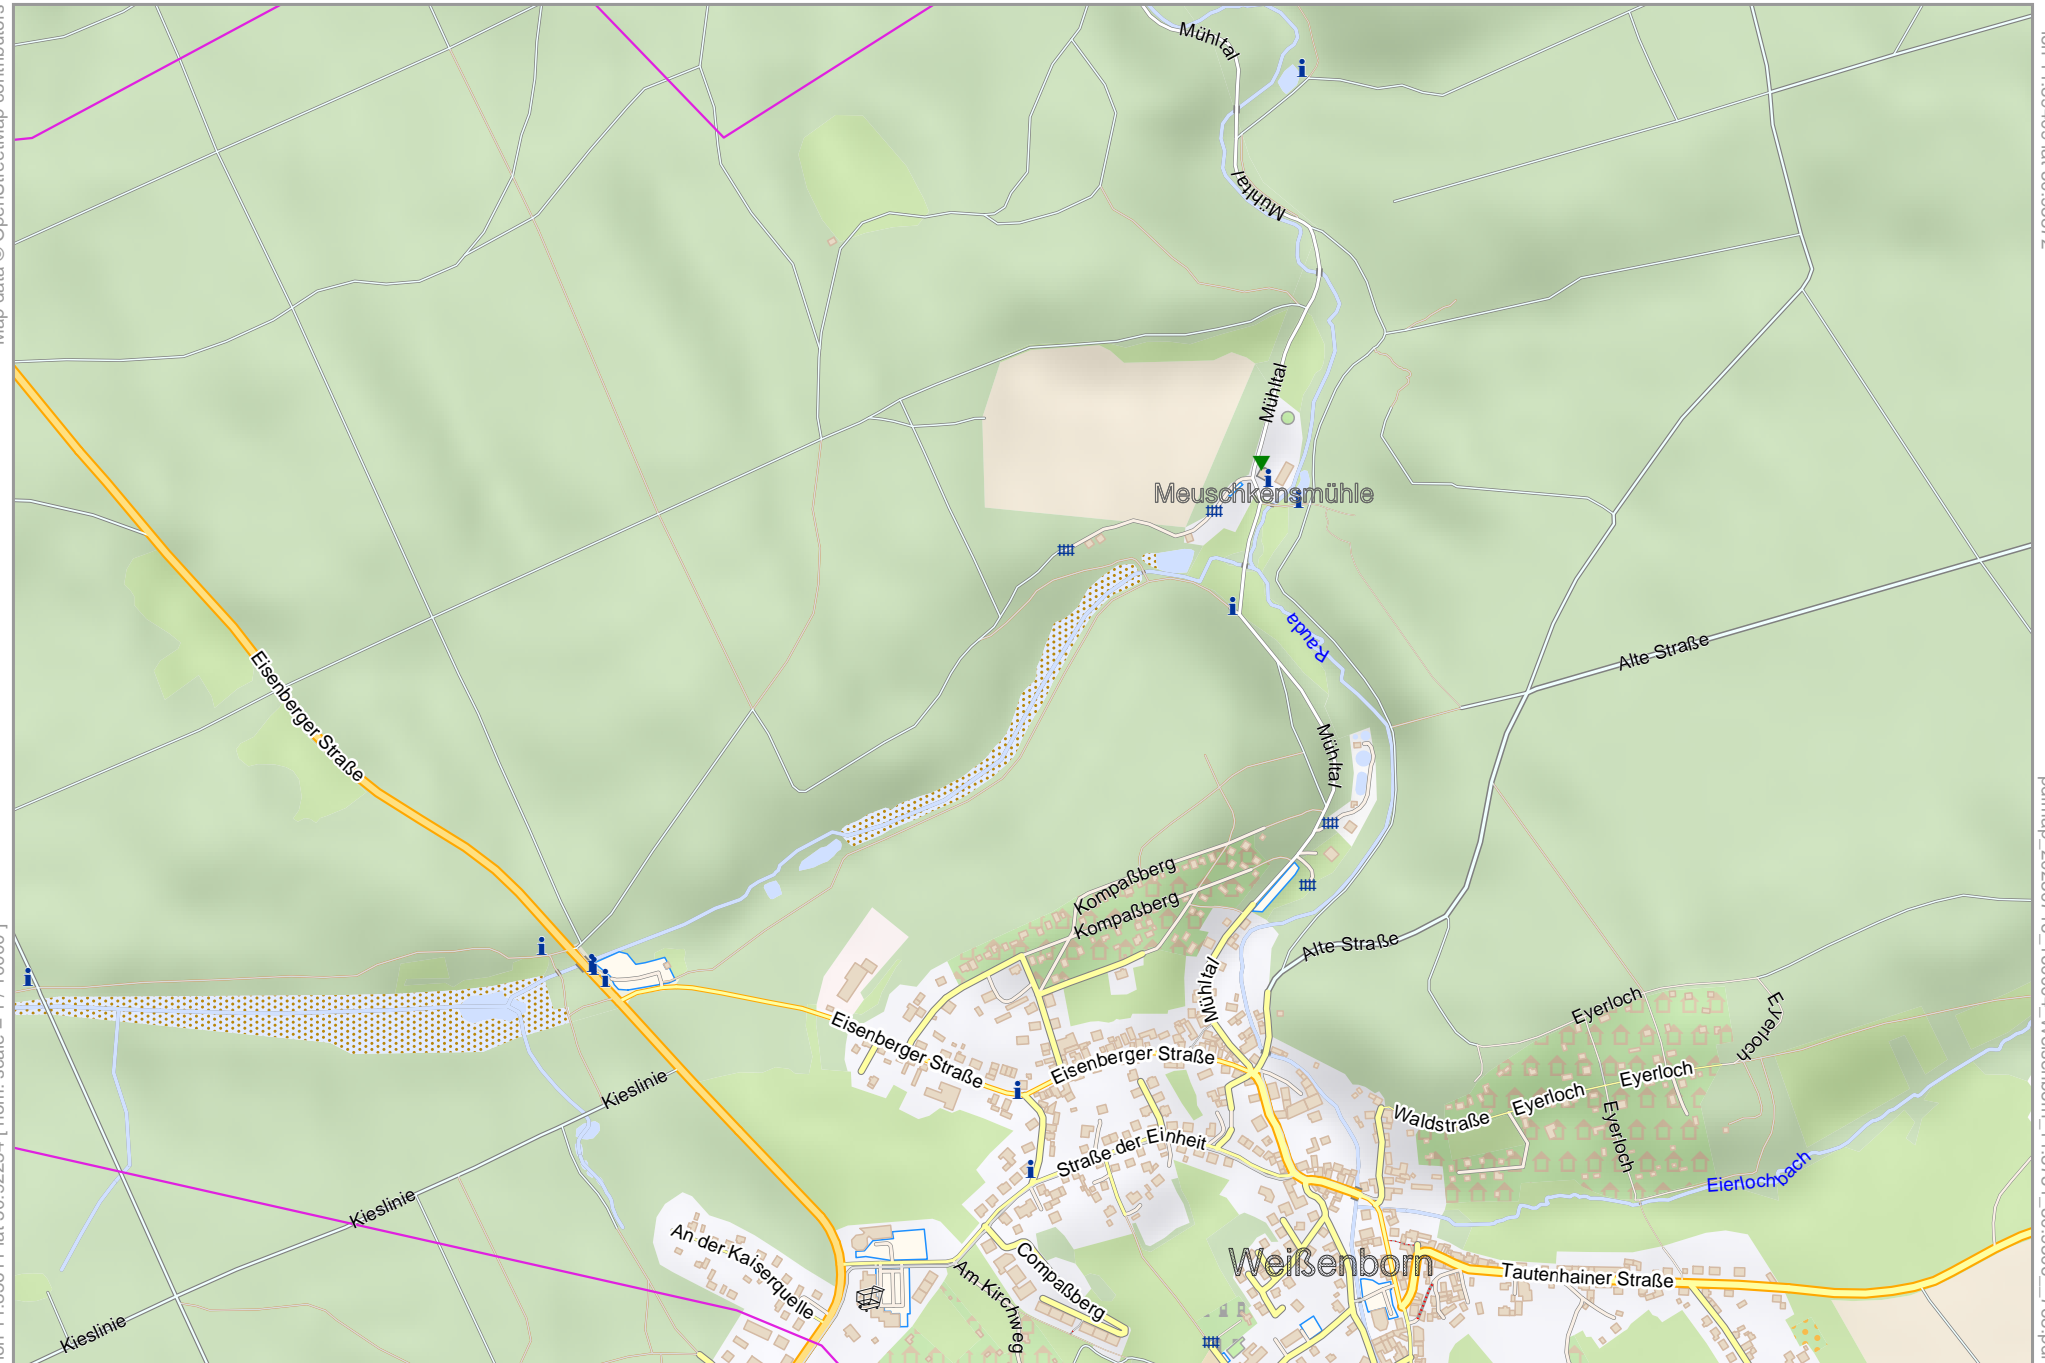 Mühltal
Mühltal
Mühltal
Meuschkensmühle
Rauda
Alte Straße
Eisenberger Straße
Mühltal
Kompaßberg
Kompaßberg
Alte Straße
Mühltal
Eyerloch
Eyerloch
Eisenberger Straße
Eisenberger Straße
Kieslinie
Eyerloch
Eyerloch
Waldstraße
Eyerloch
Straße der Einheit
Eierlochbach
Kieslinie
An der Kaiserquelle
Weißenborn
Compaßberg
Am Kirchweg
Tautenhainer Straße
Kieslinie